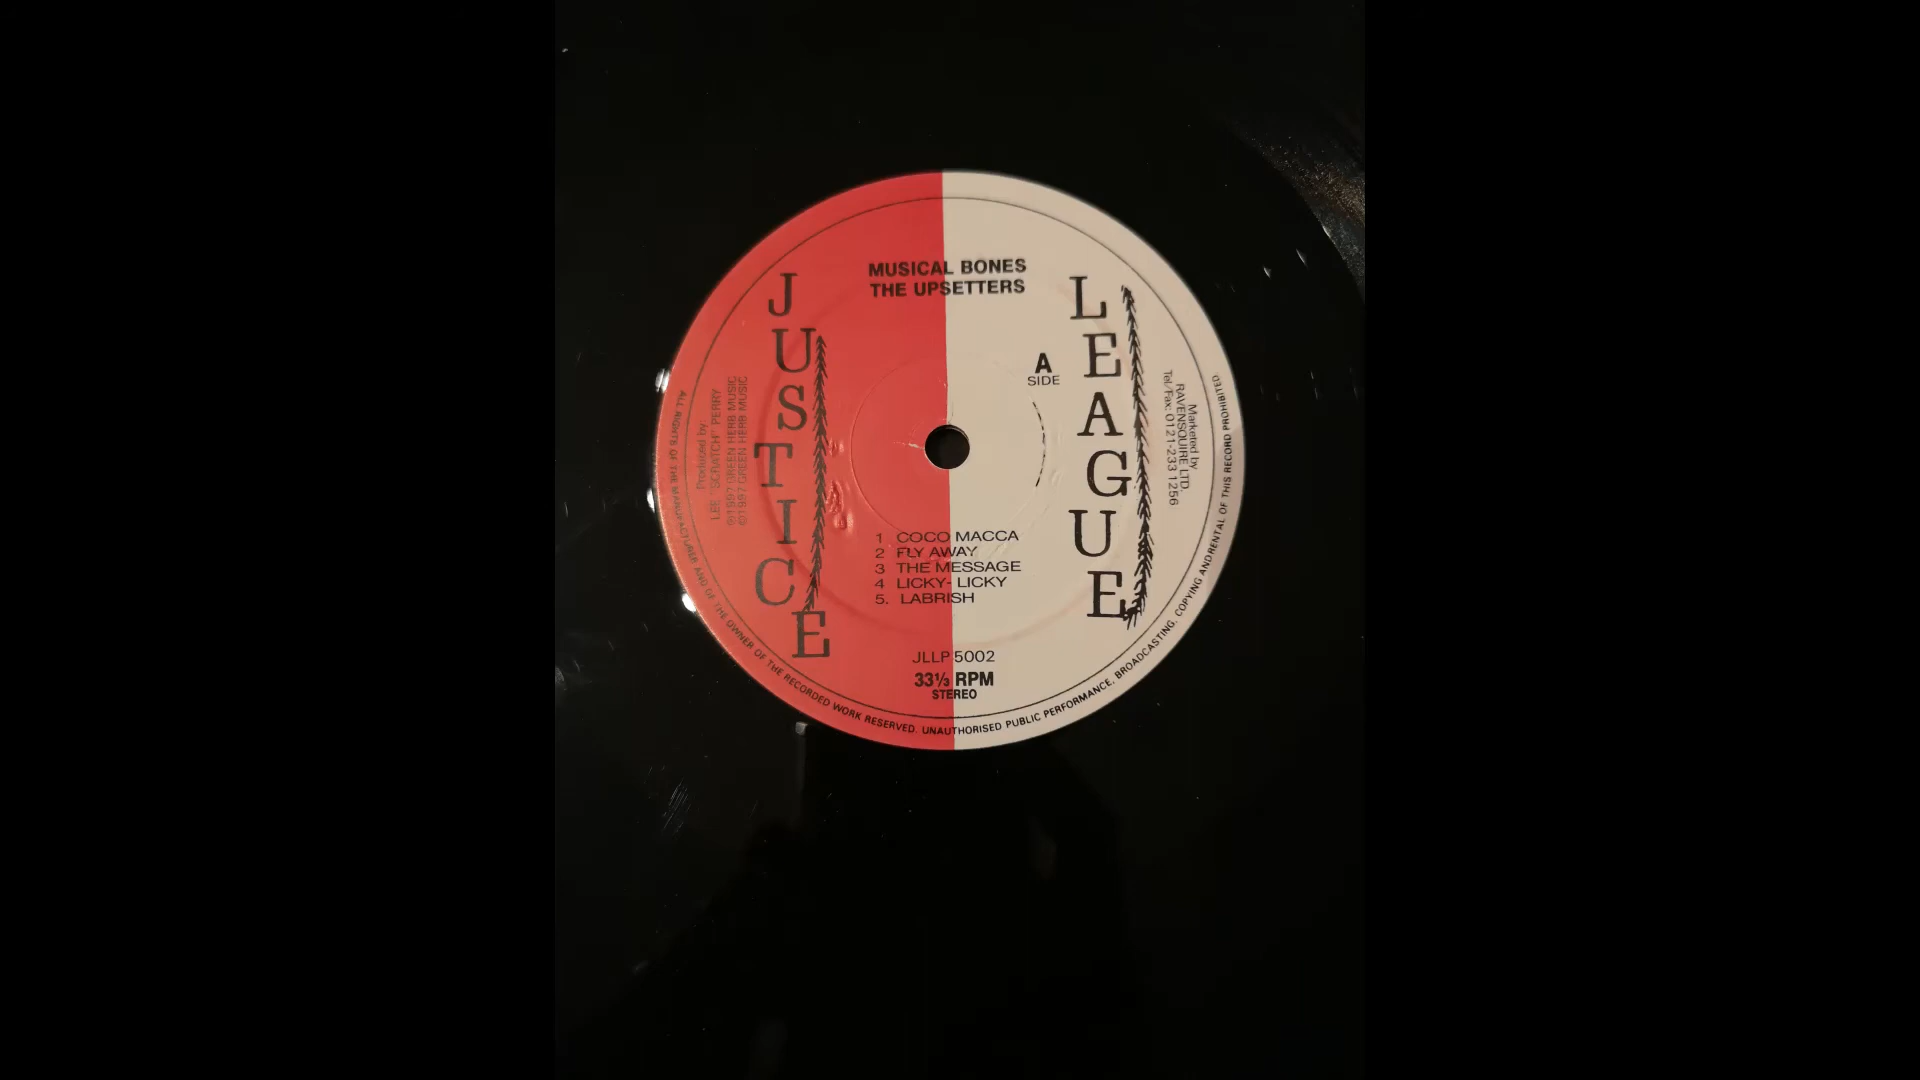 MUSICAL BONES
THE UPSETTERS
JUSTICE
LEAGUE
A
SIDE
Produced by:
LEE "SCRATCH" PERRY
©1997 GREEN HERB MUSIC
℗1997 GREEN HERB MUSIC
Marketed by
RAVENSQUIRE LTD.
Tel/Fax: 0121-233 1256
1 COCO MACCA
2 FLY AWAY
3 THE MESSAGE
4 LICKY- LICKY
5. LABRISH
JLLP 5002
33⅓ RPM
STEREO
ALL RIGHTS OF THE MANUFACTURER AND OF THE OWNER OF THE RECORDED WORK RESERVED. UNAUTHORISED PUBLIC PERFORMANCE, BROADCASTING, COPYING ANDRENTAL OF THIS RECORD PROHIBITED.